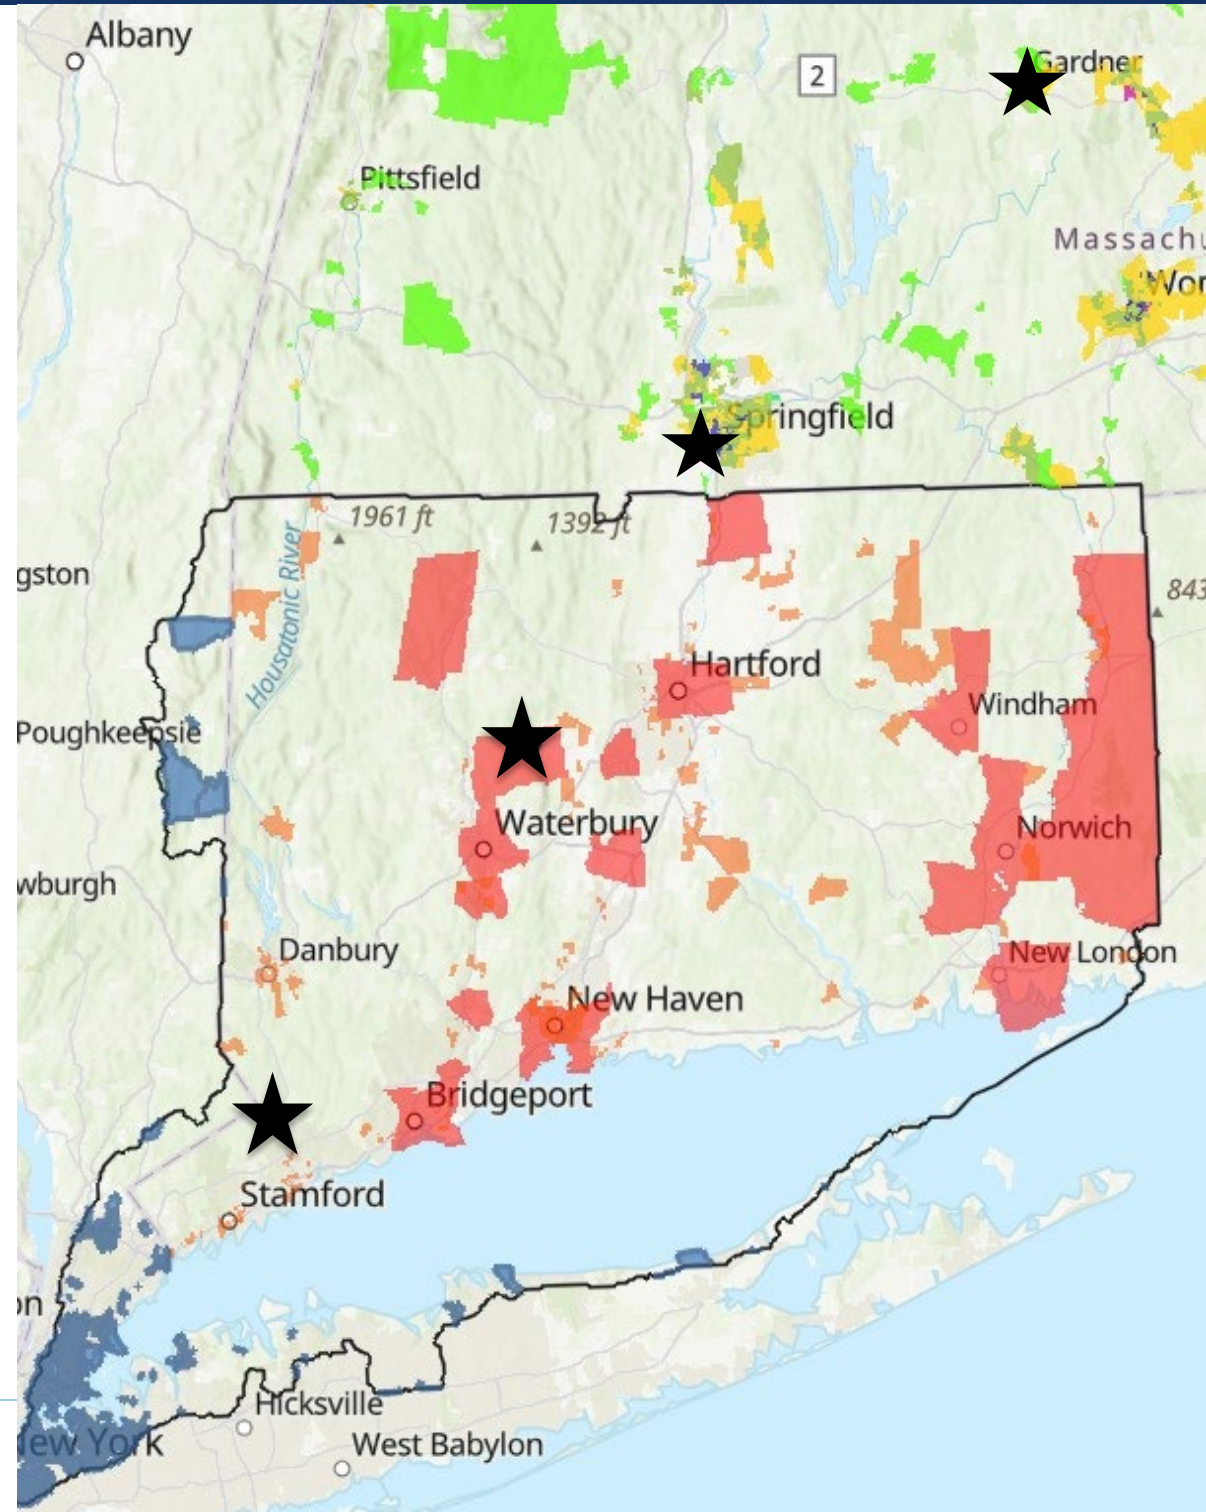 Albany
2
Gardner
Pittsfield
Massachu
Wor
Springfield
1961 ft
1392 ft
gston
Housatonic River
843
Hartford
Windham
Poughkeepsie
Waterbury
Norwich
wburgh
Danbury
New London
New Haven
Bridgeport
Stamford
on
Hicksville
New York
West Babylon